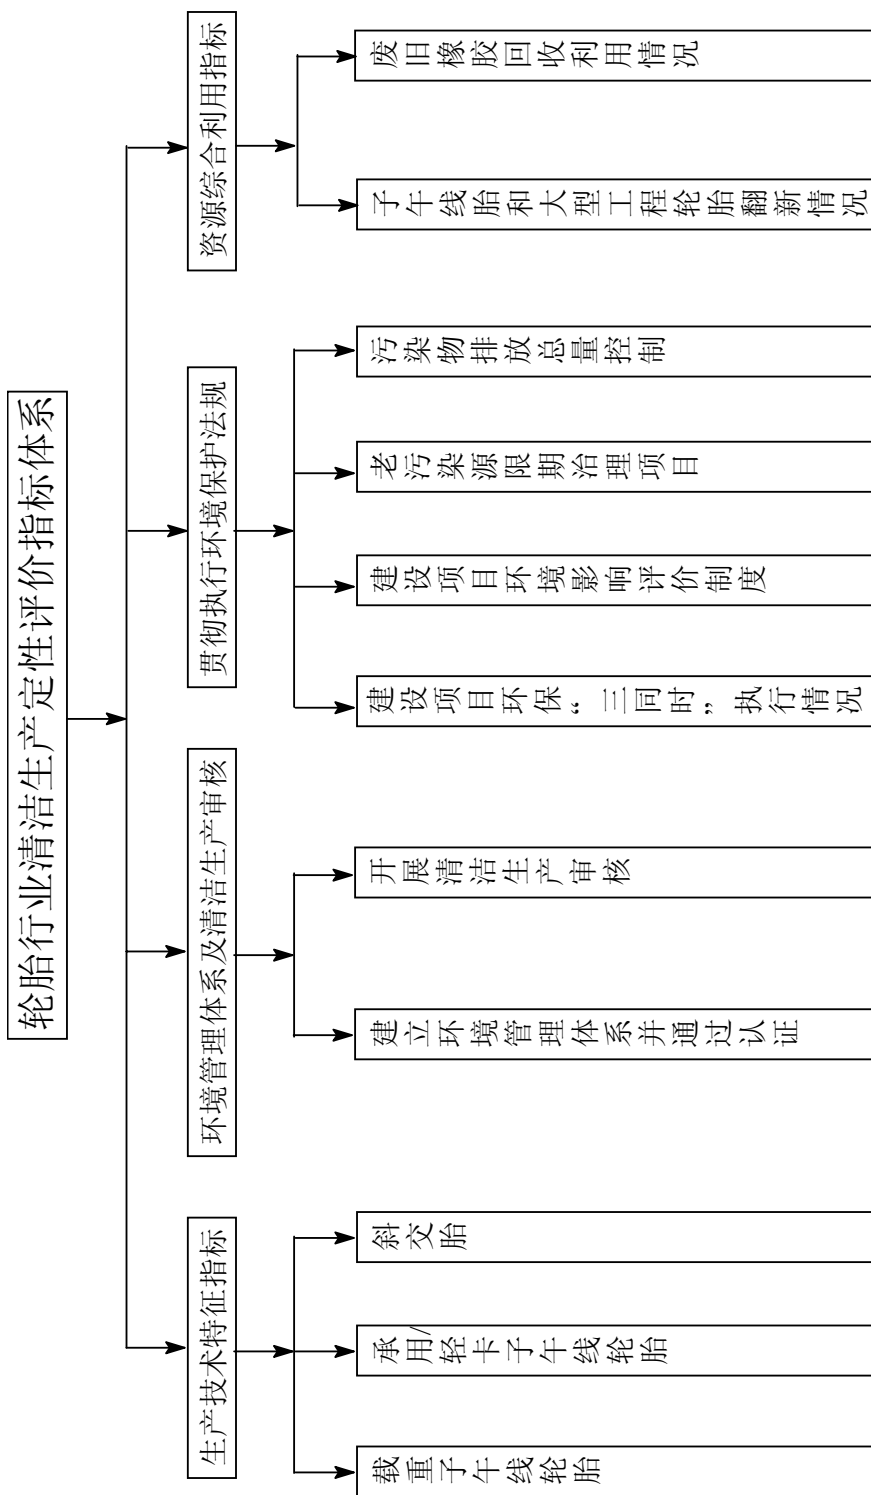 轮胎行业清洁生产定性评价指标体系
生产技术特征指标
环境管理体系及清洁生产审核
贯彻执行环境保护法规
资源综合利用指标
载重子午线轮胎
承用/轻卡子午线轮胎
斜交胎
建立环境管理体系并通过认证
开展清洁生产审核
建设项目环保“三同时”执行情况
建设项目环境影响评价制度
老污染源限期治理项目
污染物排放总量控制
子午线胎和大型工程轮胎翻新情况
废旧橡胶回收利用情况